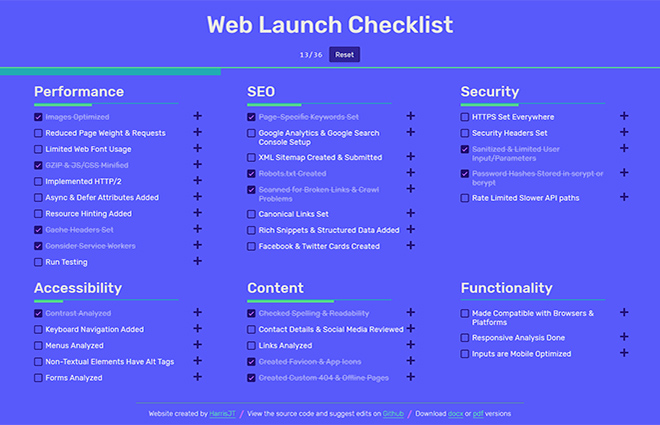 Web Launch Checklist
13/36 Reset
Performance
Images Optimized
Reduced Page Weight & Requests
Limited Web Font Usage
GZIP & JS/CSS Minified
Implemented HTTP/2
Async & Defer Attributes Added
Resource Hinting Added
Cache Headers Set
Consider Service Workers
Run Testing
SEO
Page-Specific Keywords Set
Google Analytics & Google Search
Console Setup
XML Sitemap Created & Submitted
Robots.txt Created
Scanned for Broken Links & Crawl
Problems
Canonical Links Set
Rich Snippets & Structured Data Added
Facebook & Twitter Cards Created
Security
HTTPS Set Everywhere
Security Headers Set
Sanitized & Limited User
Input/Parameters
Password Hashes Stored in scrypt or
bcrypt
Rate Limited Slower API paths
Accessibility
Contrast Analyzed
Keyboard Navigation Added
Menus Analyzed
Non-Textual Elements Have Alt Tags
Forms Analyzed
Content
Checked Spelling & Readability
Contact Details & Social Media Reviewed
Links Analyzed
Created Favicon & App Icons
Created Custom 404 & Offline Pages
Functionality
Made Compatible with Browsers &
Platforms
Responsive Analysis Done
Inputs are Mobile Optimized
Website created by HarrisJT / View the source code and suggest edits on Github / Download docx or pdf versions